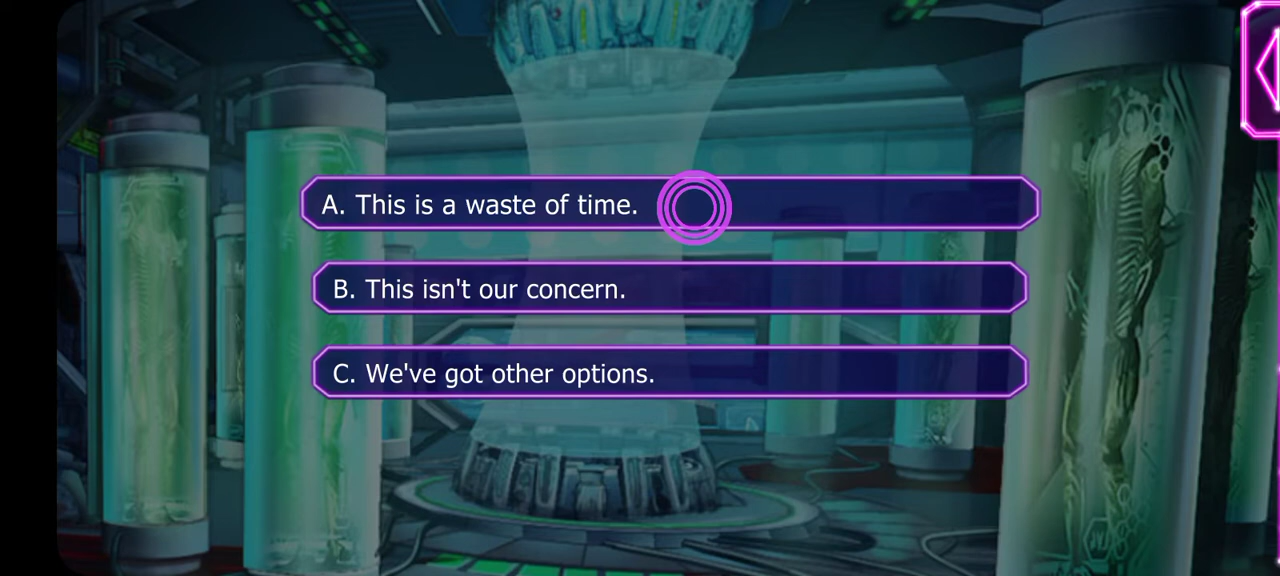 A. This is a waste of time.
B. This isn't our concern.
C. We've got other options.